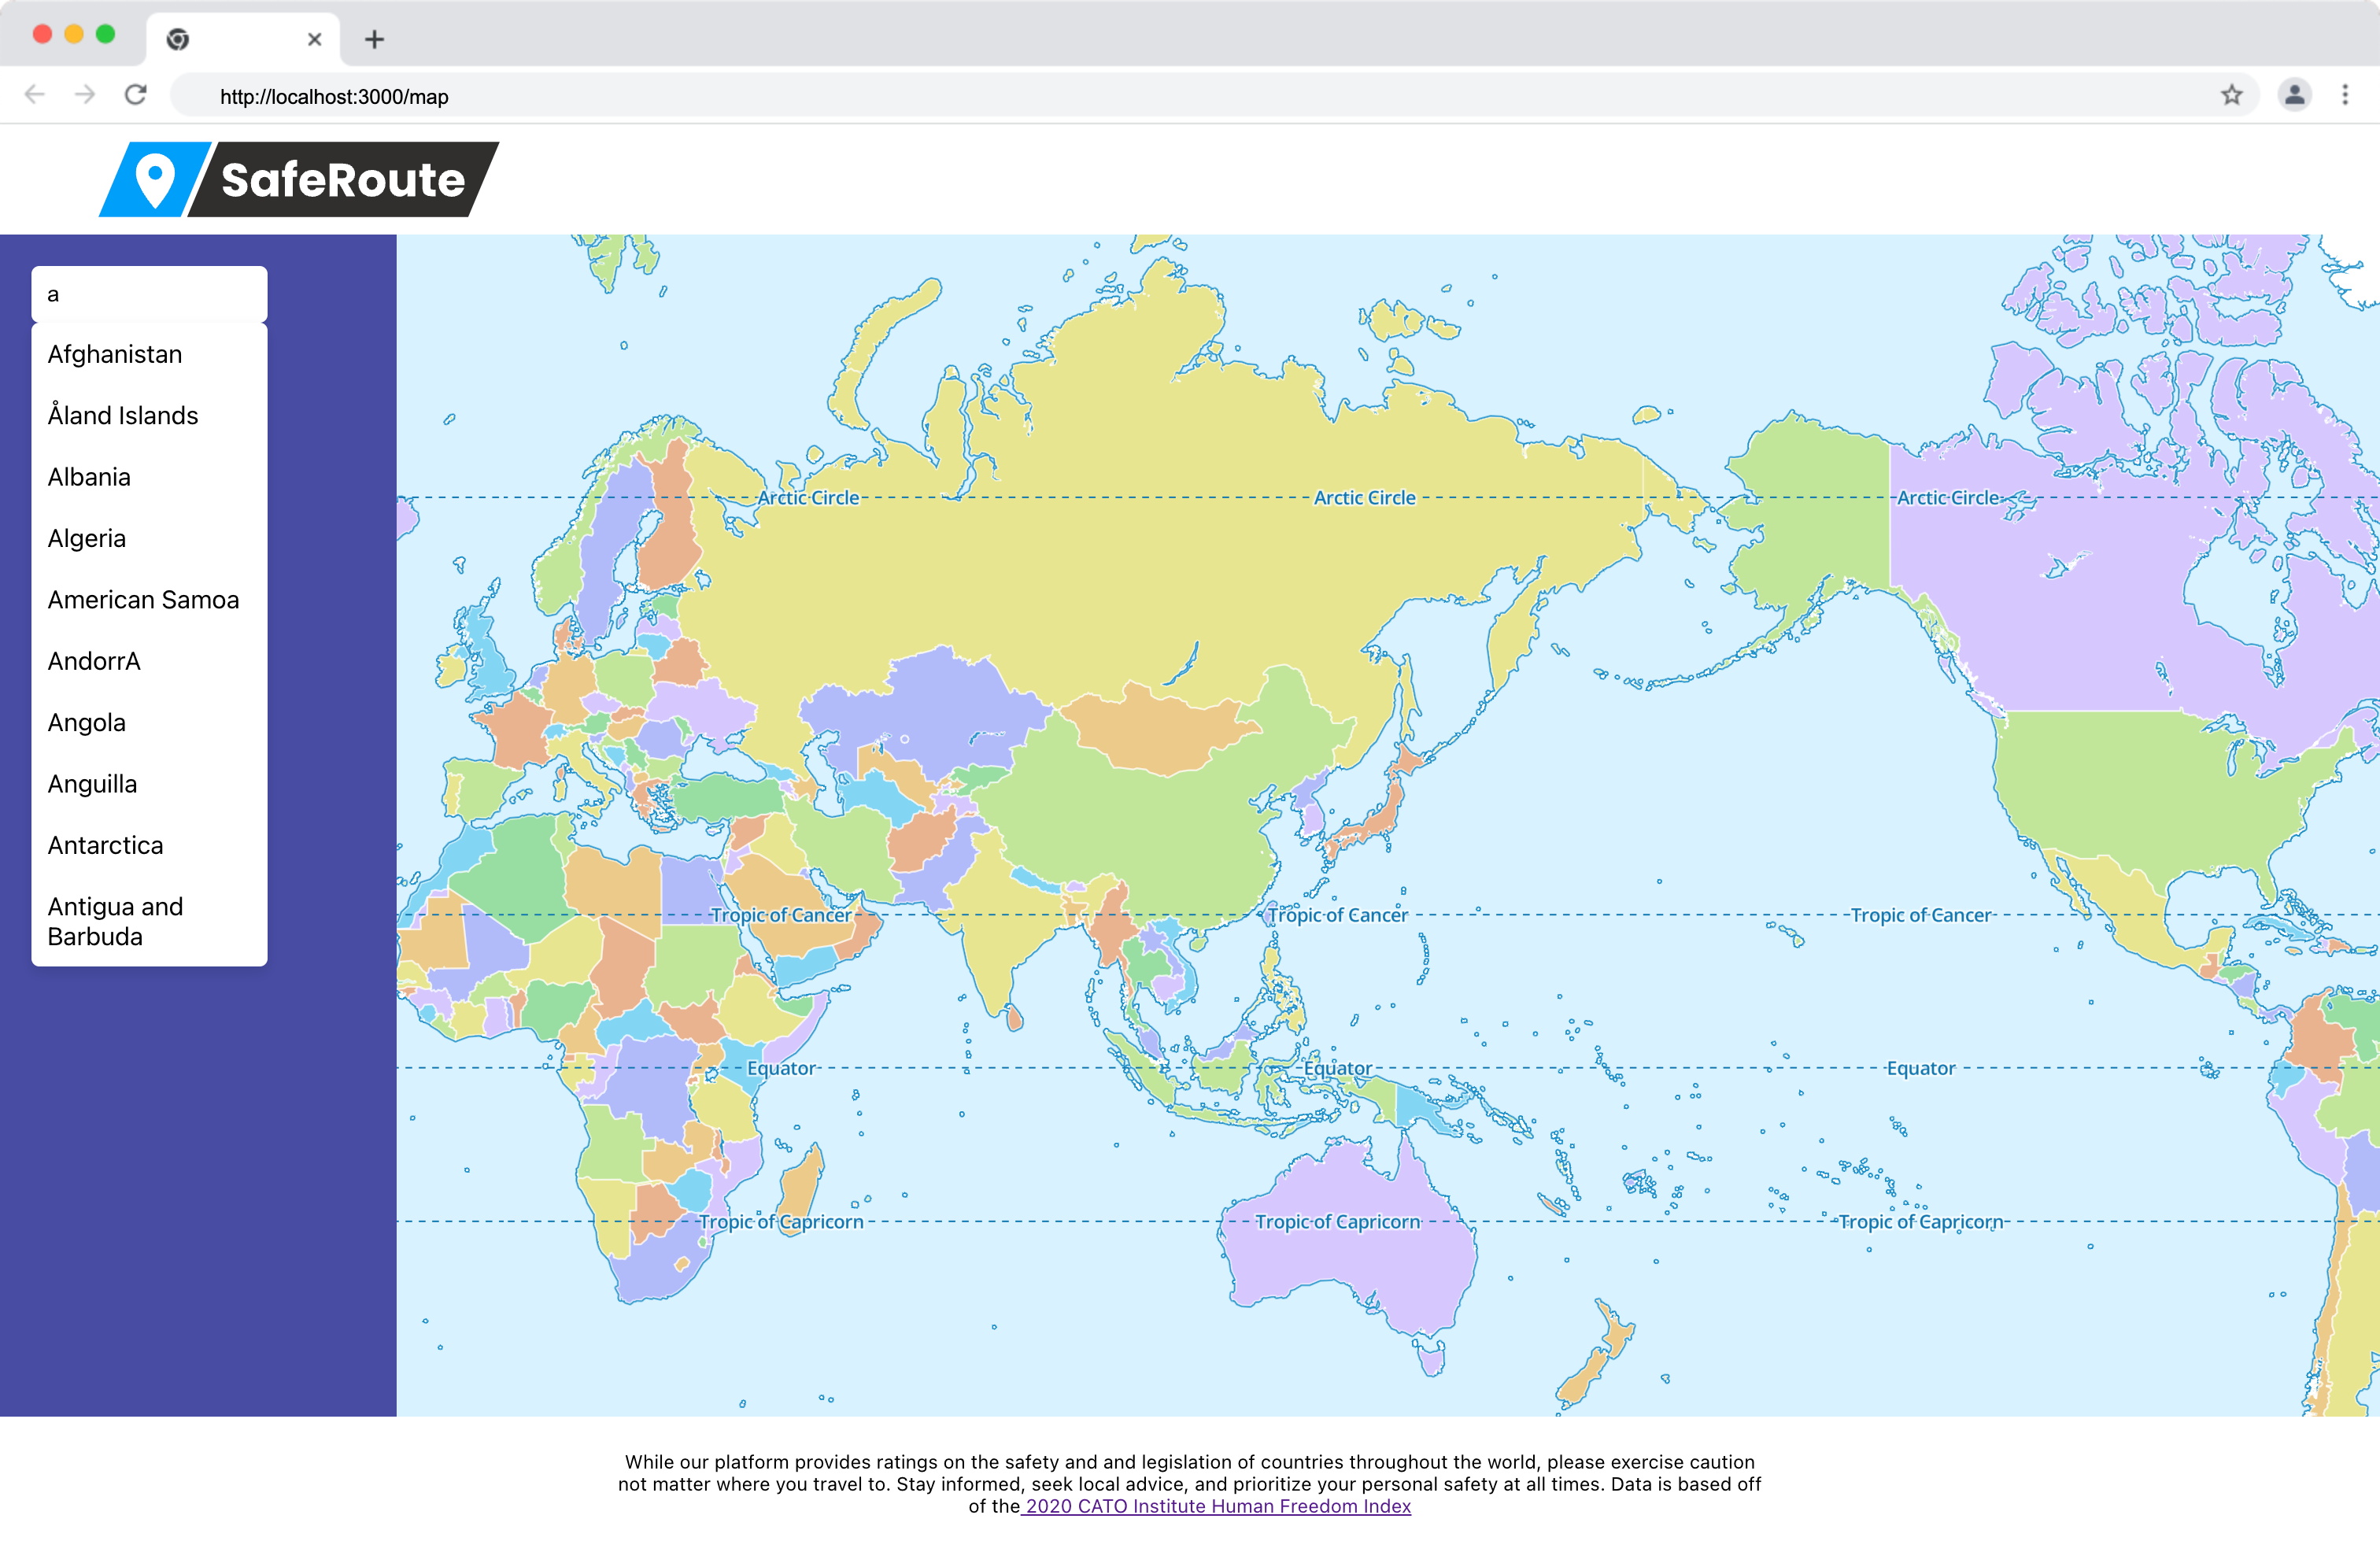 http://localhost:3000/map
SafeRoute
a
Afghanistan
Åland Islands
Albania
Algeria
American Samoa
AndorrA
Angola
Anguilla
Antarctica
Antigua and
Barbuda
Arctic Circle Arctic Circle Arctic Circle
Tropic of Cancer Tropic of Cancer Tropic of Cancer
Equator Equator Equator
Tropic of Capricorn Tropic of Capricorn Tropic of Capricorn
While our platform provides ratings on the safety and and legislation of countries throughout the world, please exercise caution
not matter where you travel to. Stay informed, seek local advice, and prioritize your personal safety at all times. Data is based off
of the 2020 CATO Institute Human Freedom Index